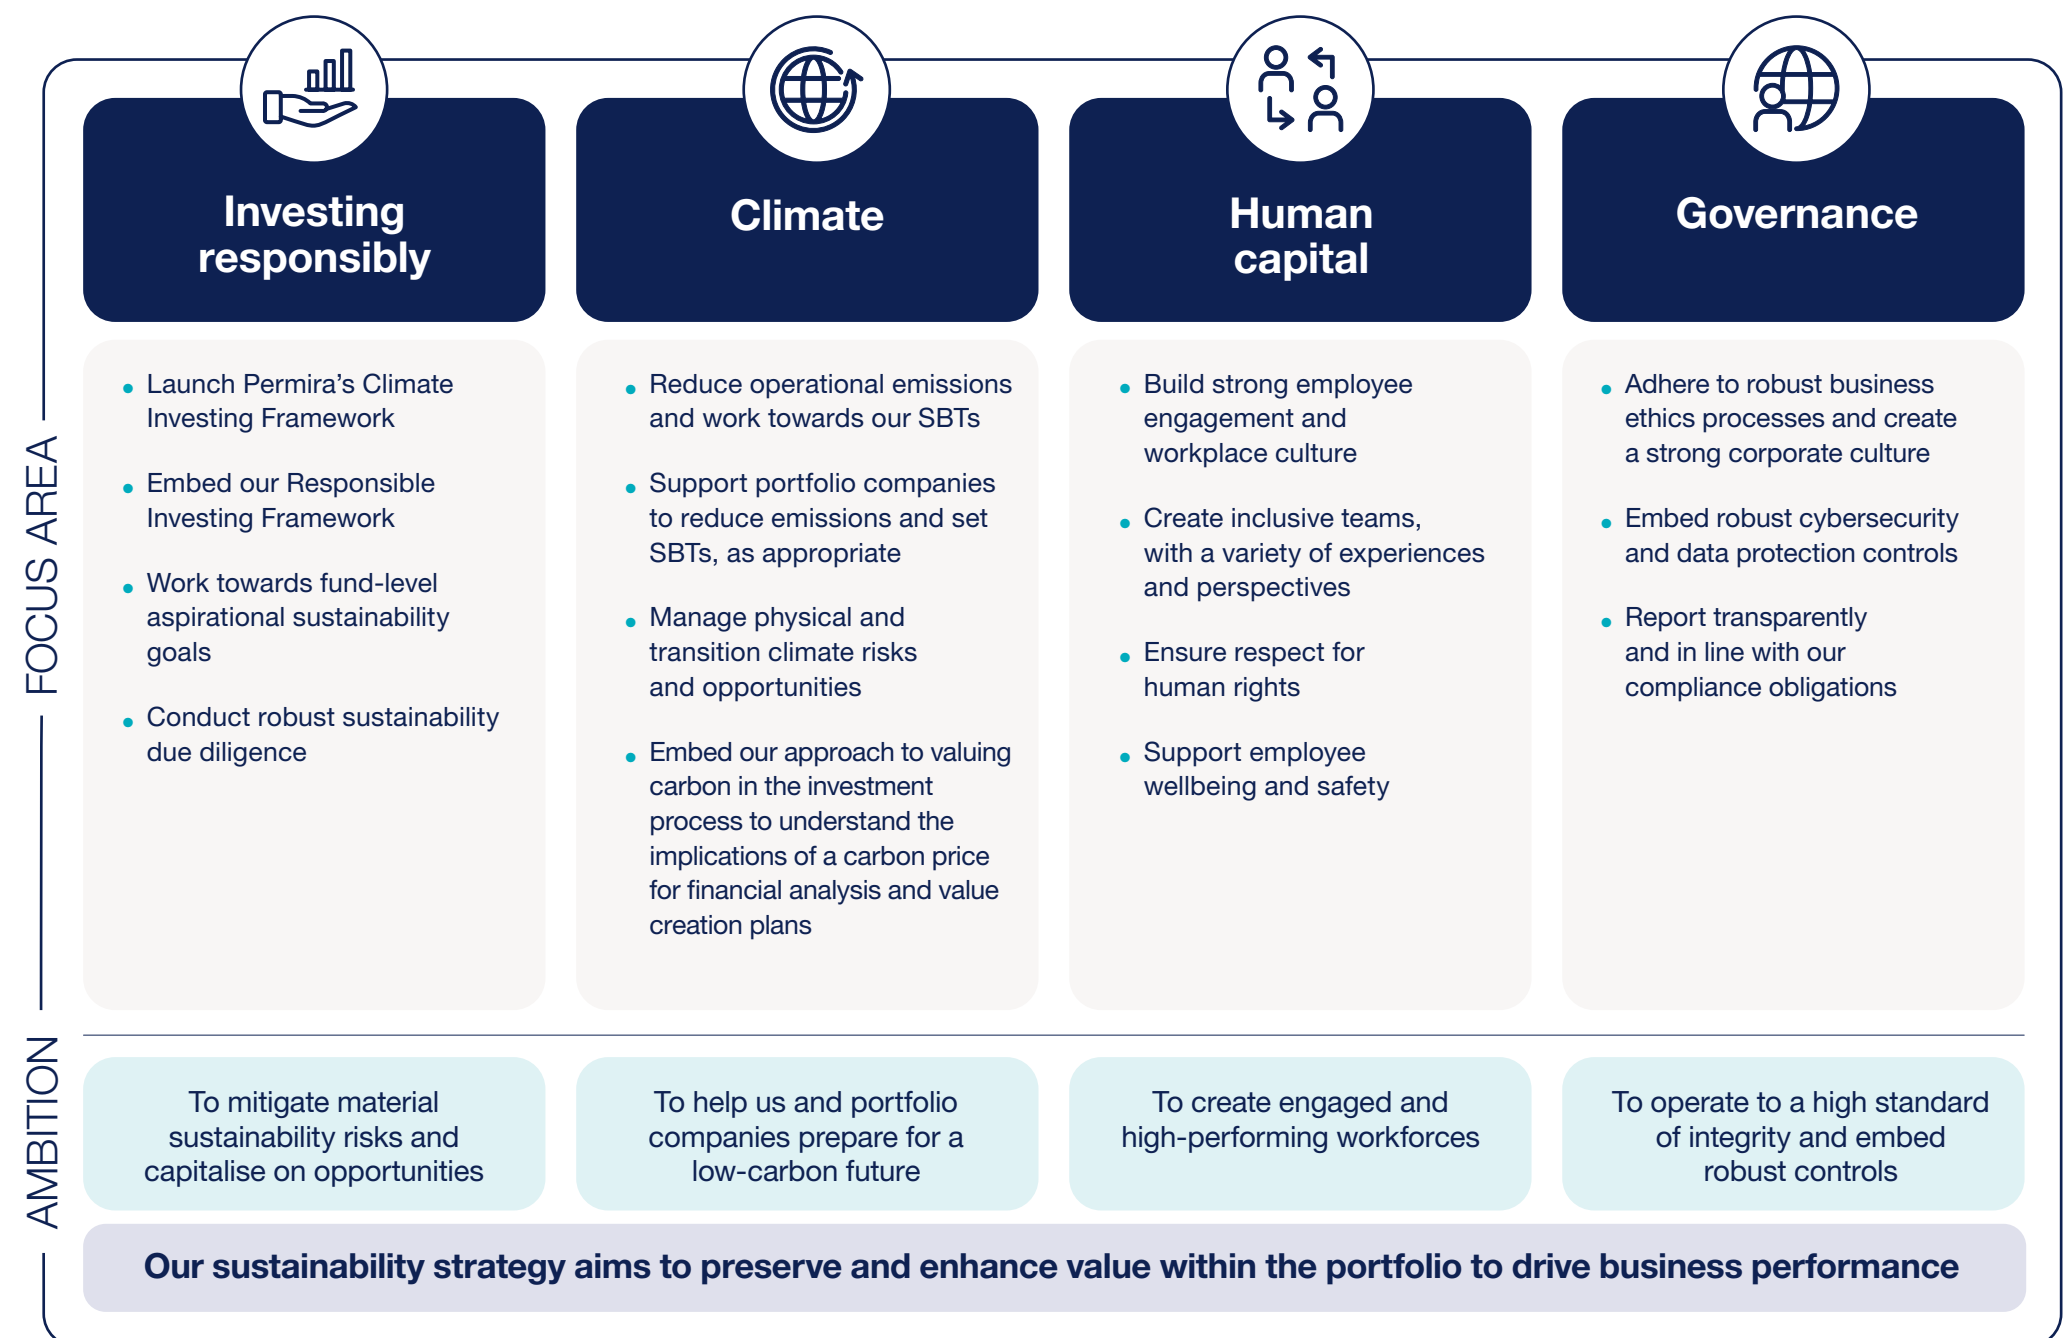 Investing
responsibly
Climate
Human
capital
Governance
FOCUS AREA
• Launch Permira’s Climate
Investing Framework
• Embed our Responsible
Investing Framework
• Work towards fund-level
aspirational sustainability
goals
• Conduct robust sustainability
due diligence
• Reduce operational emissions
and work towards our SBTs
• Support portfolio companies
to reduce emissions and set
SBTs, as appropriate
• Manage physical and
transition climate risks
and opportunities
• Embed our approach to valuing
carbon in the investment
process to understand the
implications of a carbon price
for financial analysis and value
creation plans
• Build strong employee
engagement and
workplace culture
• Create inclusive teams,
with a variety of experiences
and perspectives
• Ensure respect for
human rights
• Support employee
wellbeing and safety
• Adhere to robust business
ethics processes and create
a strong corporate culture
• Embed robust cybersecurity
and data protection controls
• Report transparently
and in line with our
compliance obligations
AMBITION
To mitigate material
sustainability risks and
capitalise on opportunities
To help us and portfolio
companies prepare for a
low-carbon future
To create engaged and
high-performing workforces
To operate to a high standard
of integrity and embed
robust controls
Our sustainability strategy aims to preserve and enhance value within the portfolio to drive business performance